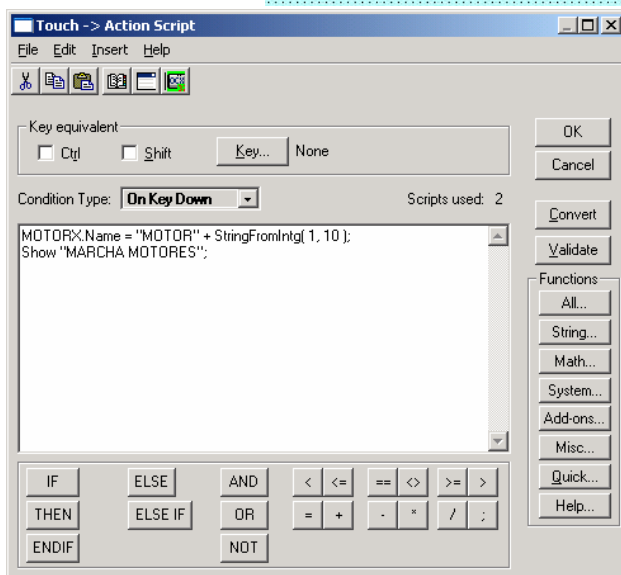 Touch -> Action Script
File Edit Insert Help
Key equivalent
Ctrl Shift Key... None
OK
Cancel
Condition Type: On Key Down Scripts used: 2
Convert
Validate
MOTORX.Name = "MOTOR" + StringFromIntg( 1, 10 );
Show "MARCHA MOTORES";
Functions
All...
String...
Math...
System...
Add-ons...
Misc...
Quick...
Help...
IF ELSE AND < <= == <> >= >
THEN ELSE IF OR = + - * / ;
ENDIF NOT